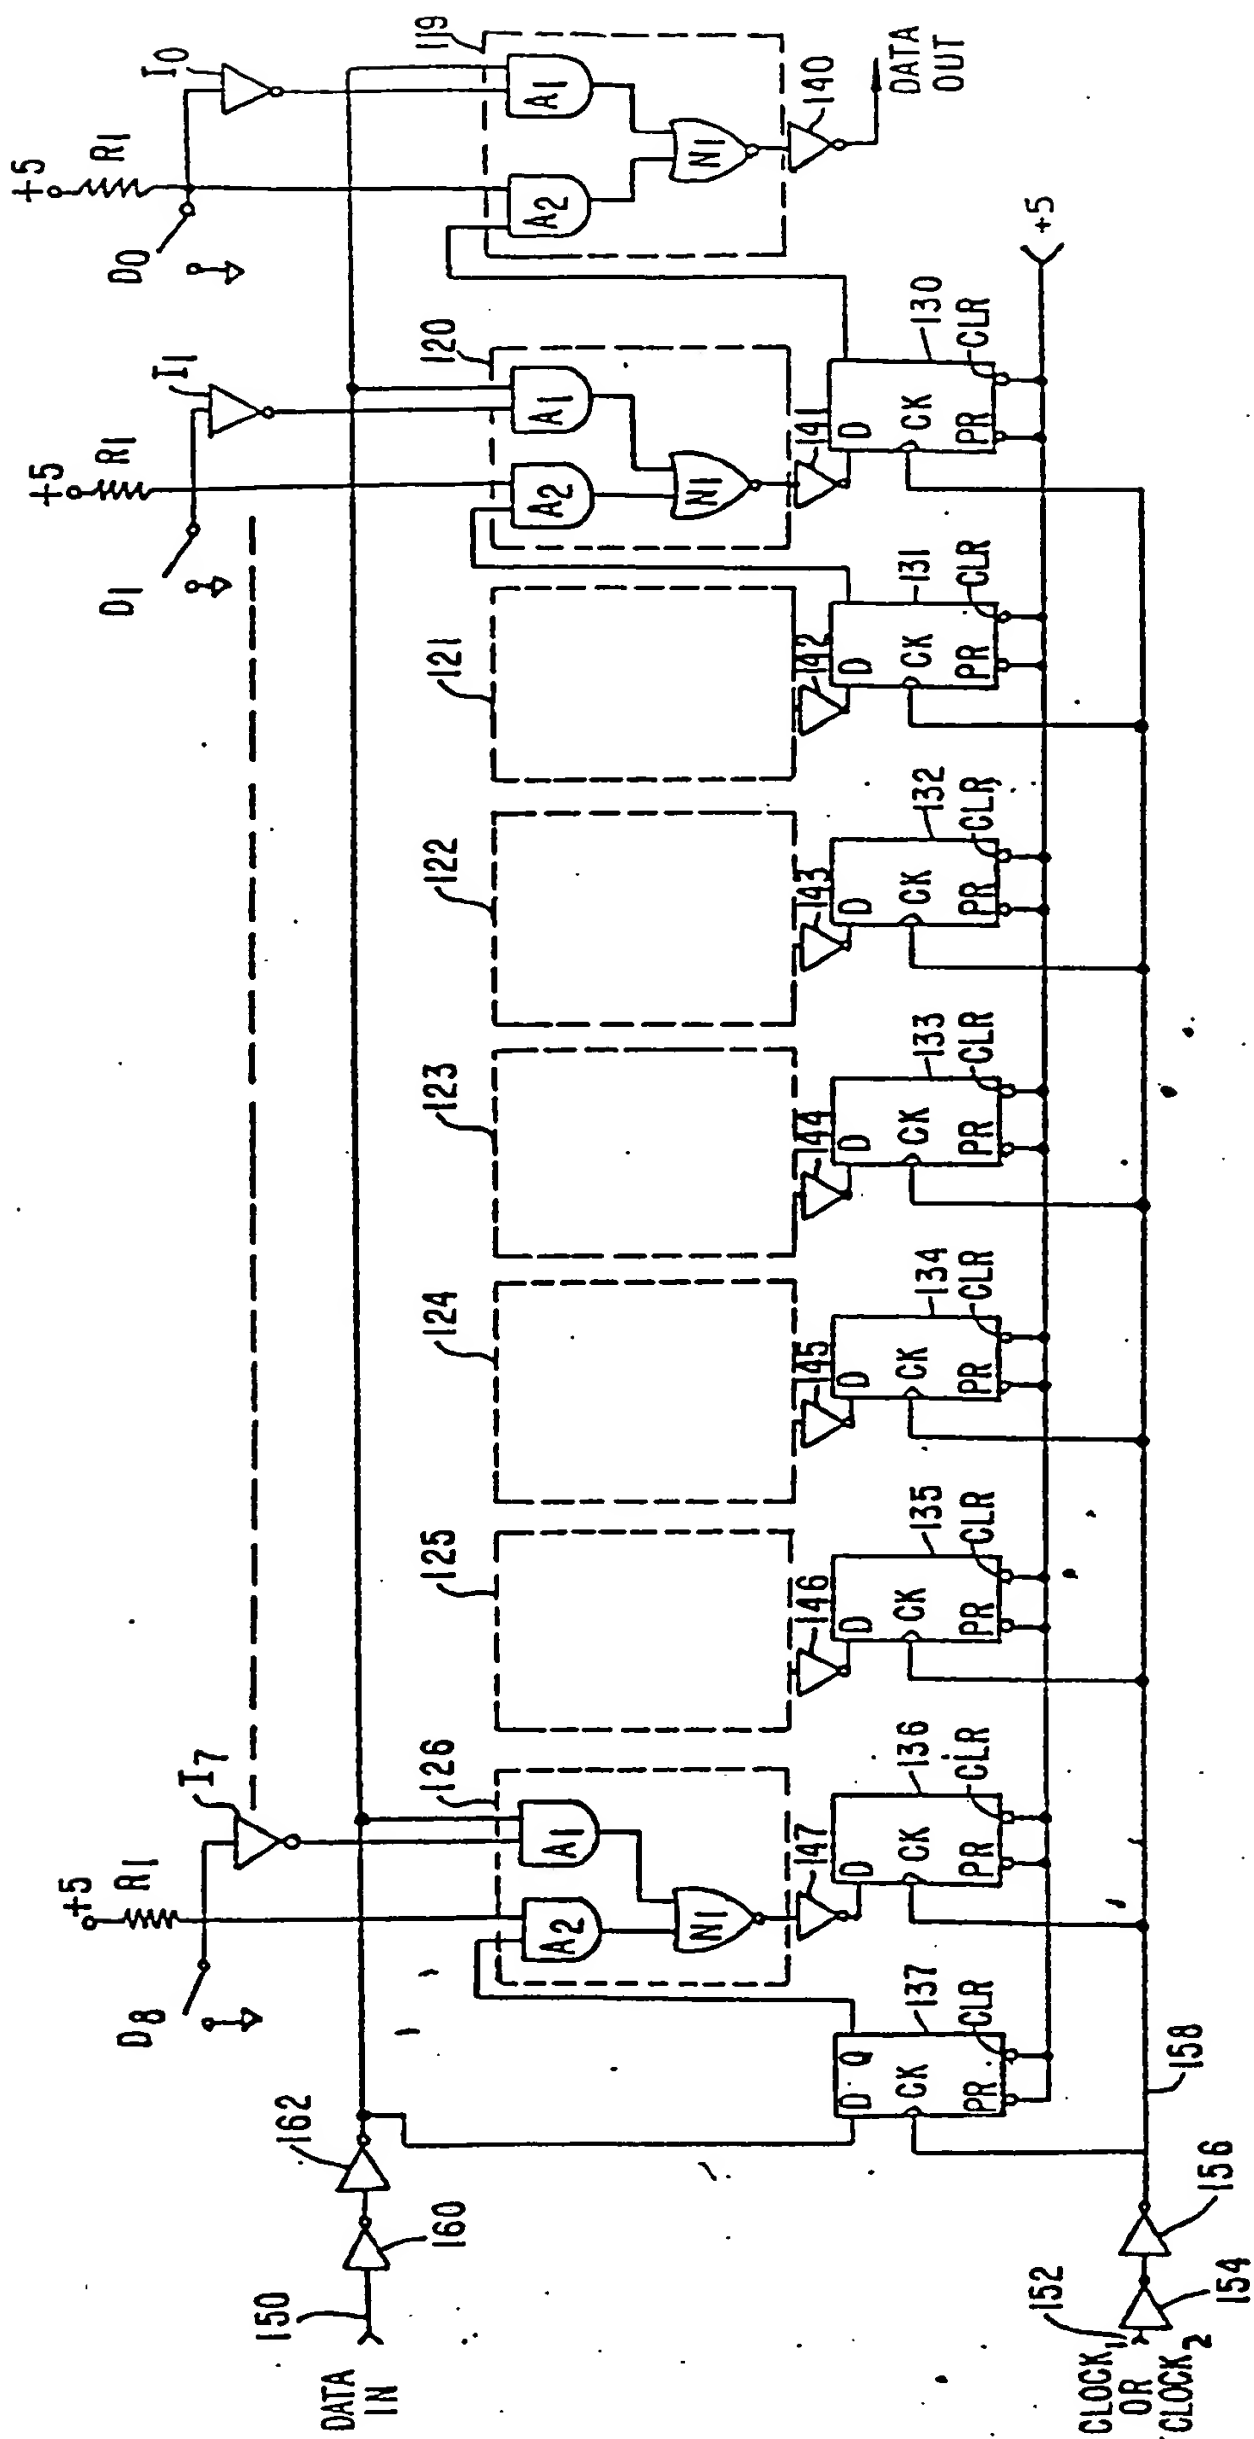 +5
R1
D8
I7
+5
R1
D1
I1
+5
R1
D0
I0
DATA
IN
150
160
162
126
A2
A1
N1
125
124
123
122
121
120
A2
A1
N1
119
A2
A1
N1
147
146
145
144
143
142
141
140
DATA
OUT
D Q
CK
PR
CLR
137
D
CK
PR
CLR
136
D
CK
PR
CLR
135
D
CK
PR
CLR
134
D
CK
PR
CLR
133
D
CK
PR
CLR
132
D
CK
PR
CLR
131
D
CK
PR
CLR
130
+5
CLOCK1
OR
CLOCK2
152
154
156
158